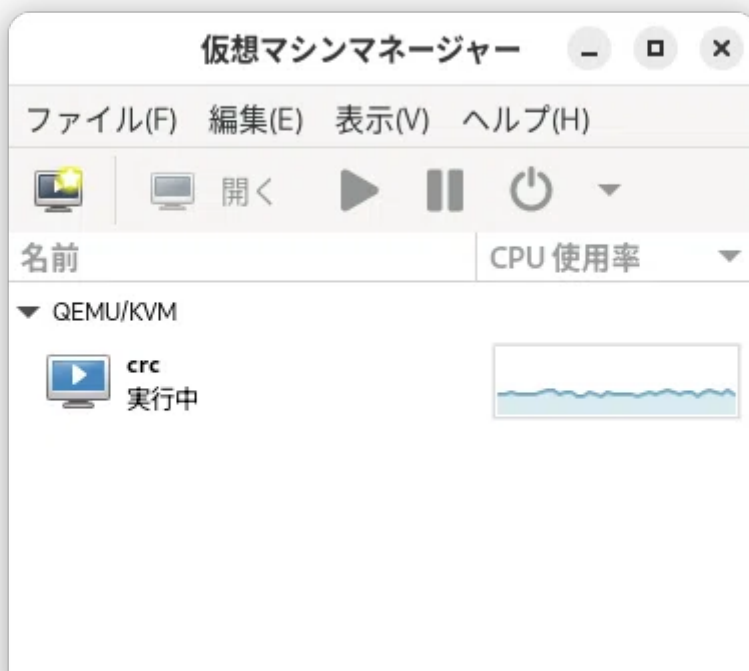 仮想マシンマネージャー
ファイル(F) 編集(E) 表示(V) ヘルプ(H)
開く
名前 CPU 使用率
QEMU/KVM
crc
実行中